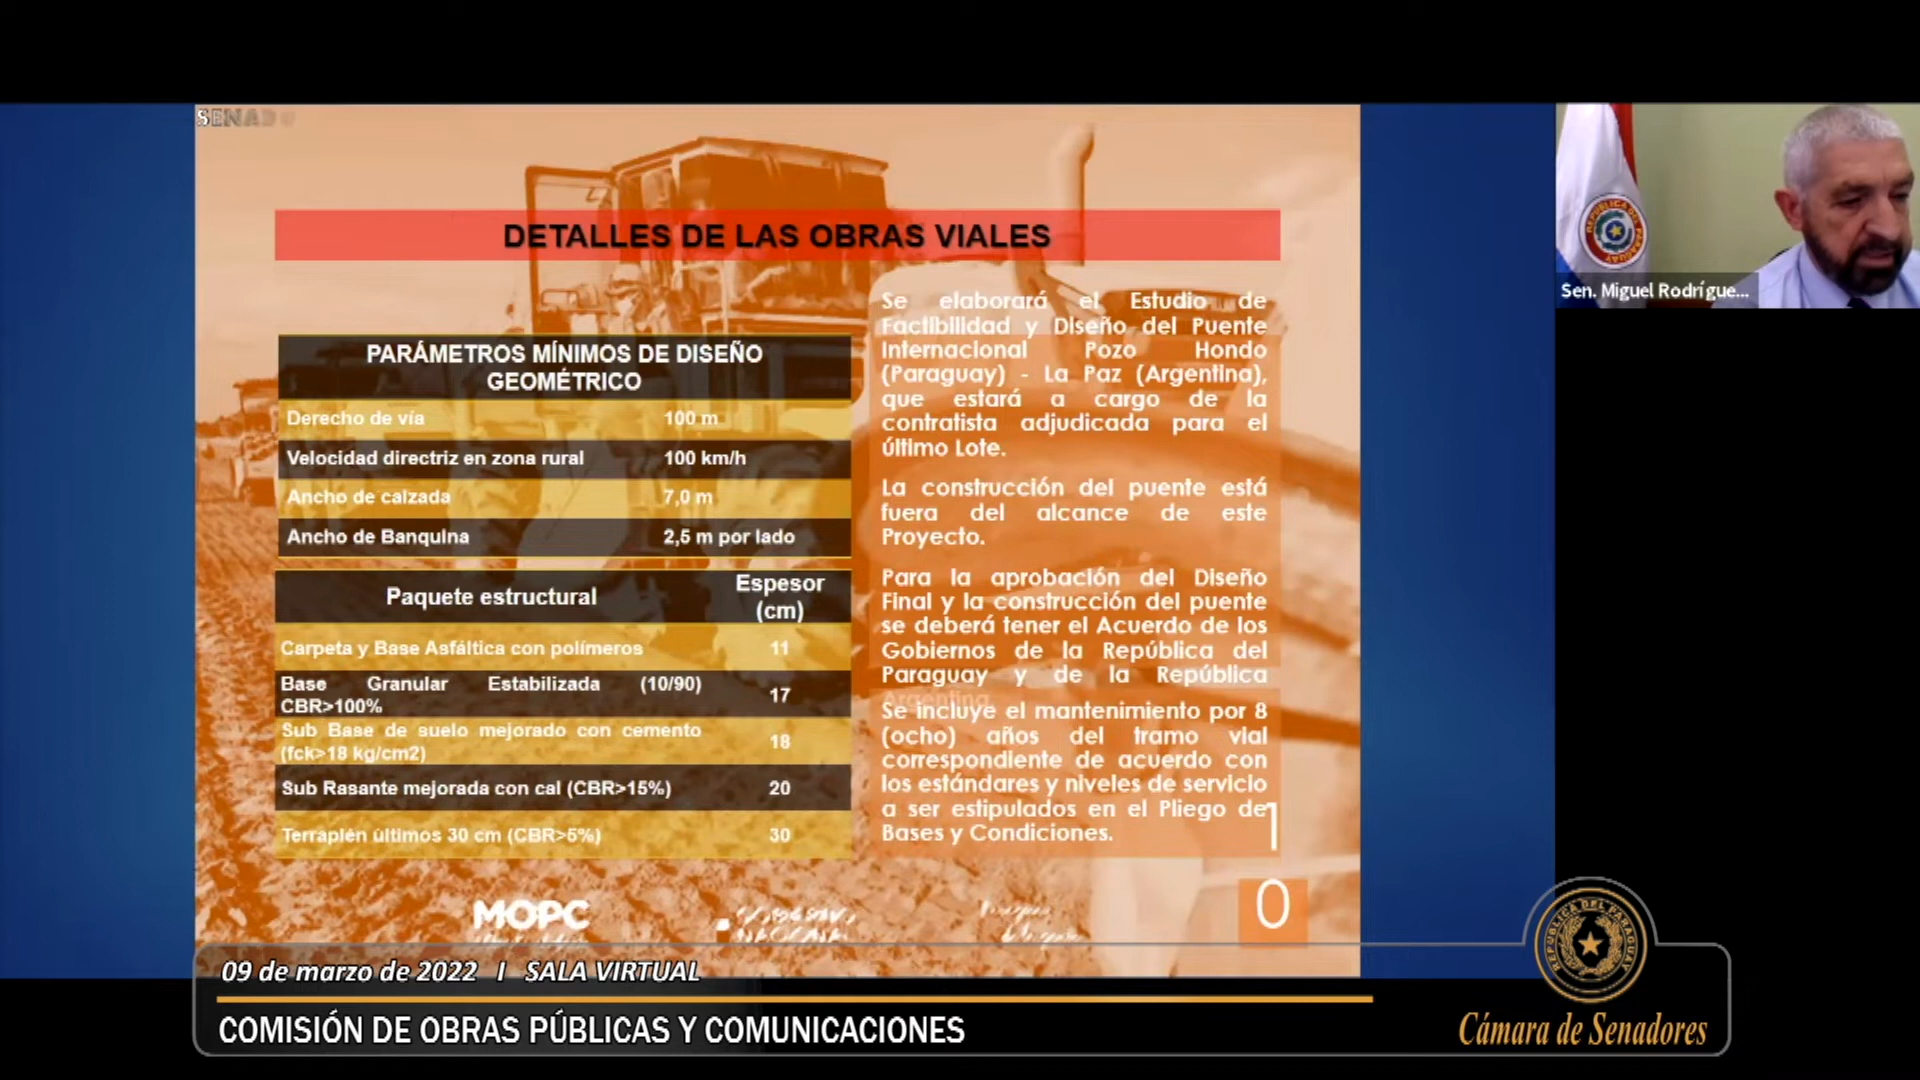 SENAD
DETALLES DE LAS OBRAS VIALES
PARÁMETROS MÍNIMOS DE DISEÑO
GEOMÉTRICO
Derecho de vía 100 m
Velocidad directriz en zona rural 100 km/h
Ancho de calzada 7,0 m
Ancho de Banquina 2,5 m por lado
Paquete estructural Espesor
(cm)
Carpeta y Base Asfáltica con polímeros 11
Base Granular Estabilizada (10/90)
CBR>100% 17
Sub Base de suelo mejorado con cemento
(fck>18 kg/cm2) 18
Sub Rasante mejorada con cal (CBR>15%) 20
Terraplén últimos 30 cm (CBR>5%) 30
Se elaborará el Estudio de
Factibilidad y Diseño del Puente
Internacional Pozo Hondo
(Paraguay) - La Paz (Argentina),
que estará a cargo de la
contratista adjudicada para el
último Lote.
La construcción del puente está
fuera del alcance de este
Proyecto.
Para la aprobación del Diseño
Final y la construcción del puente
se deberá tener el Acuerdo de los
Gobiernos de la República del
Paraguay y de la República
Argentina.
Se incluye el mantenimiento por 8
(ocho) años del tramo vial
correspondiente de acuerdo con
los estándares y niveles de servicio
a ser estipulados en el Pliego de
Bases y Condiciones.
1
0
MOPC
Sen. Miguel Rodrígue...
REPUBLICA DEL PARAGUAY
09 de marzo de 2022 I SALA VIRTUAL
COMISIÓN DE OBRAS PÚBLICAS Y COMUNICACIONES
REPUBLICA DEL PARAGUAY
Cámara de Senadores